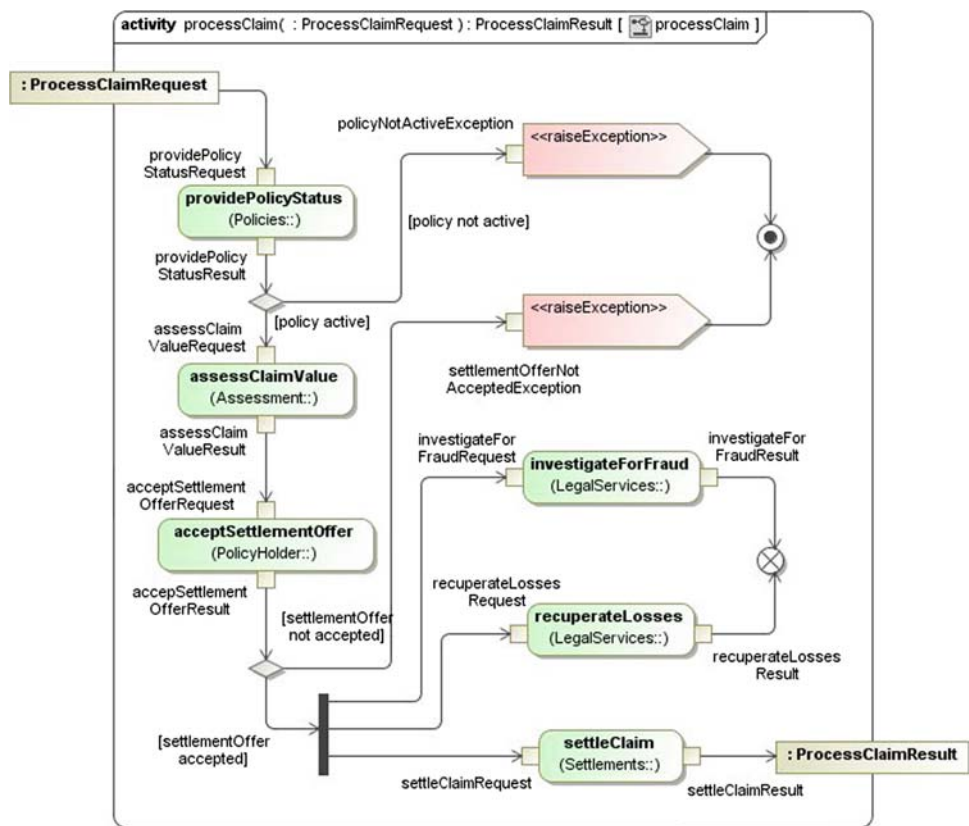 activity processClaim( : ProcessClaimRequest ) : ProcessClaimResult [ processClaim ]
: ProcessClaimRequest
policyNotActiveException
<<raiseException>>
providePolicy
StatusRequest
providePolicyStatus
(Policies::)
[policy not active]
providePolicy
StatusResult
<<raiseException>>
[policy active]
assessClaim
ValueRequest
settlementOfferNot
AcceptedException
assessClaimValue
(Assessment::)
assessClaim
ValueResult
investigateFor
FraudRequest
investigateForFraud
(LegalServices::)
investigateFor
FraudResult
acceptSettlement
OfferRequest
acceptSettlementOffer
(PolicyHolder::)
accepSettlement
OfferResult
recuperateLosses
Request
[settlementOffer
not accepted]
recuperateLosses
(LegalServices::)
recuperateLosses
Result
[settlementOffer
accepted]
settleClaim
(Settlements::)
: ProcessClaimResult
settleClaimRequest
settleClaimResult